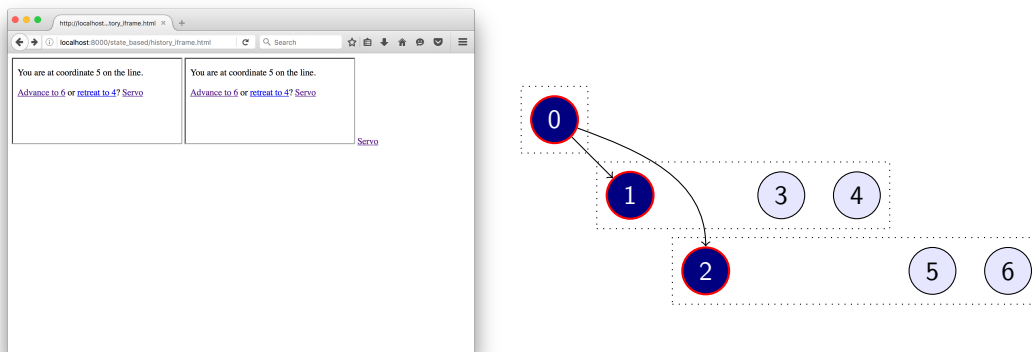 http://localhost...tory_iframe.html
localhost:8000/state_based/history_iframe.html
Search
You are at coordinate 5 on the line.
Advance to 6 or retreat to 4? Servo
You are at coordinate 5 on the line.
Advance to 6 or retreat to 4? Servo
Servo
0
1 3 4
2 5 6